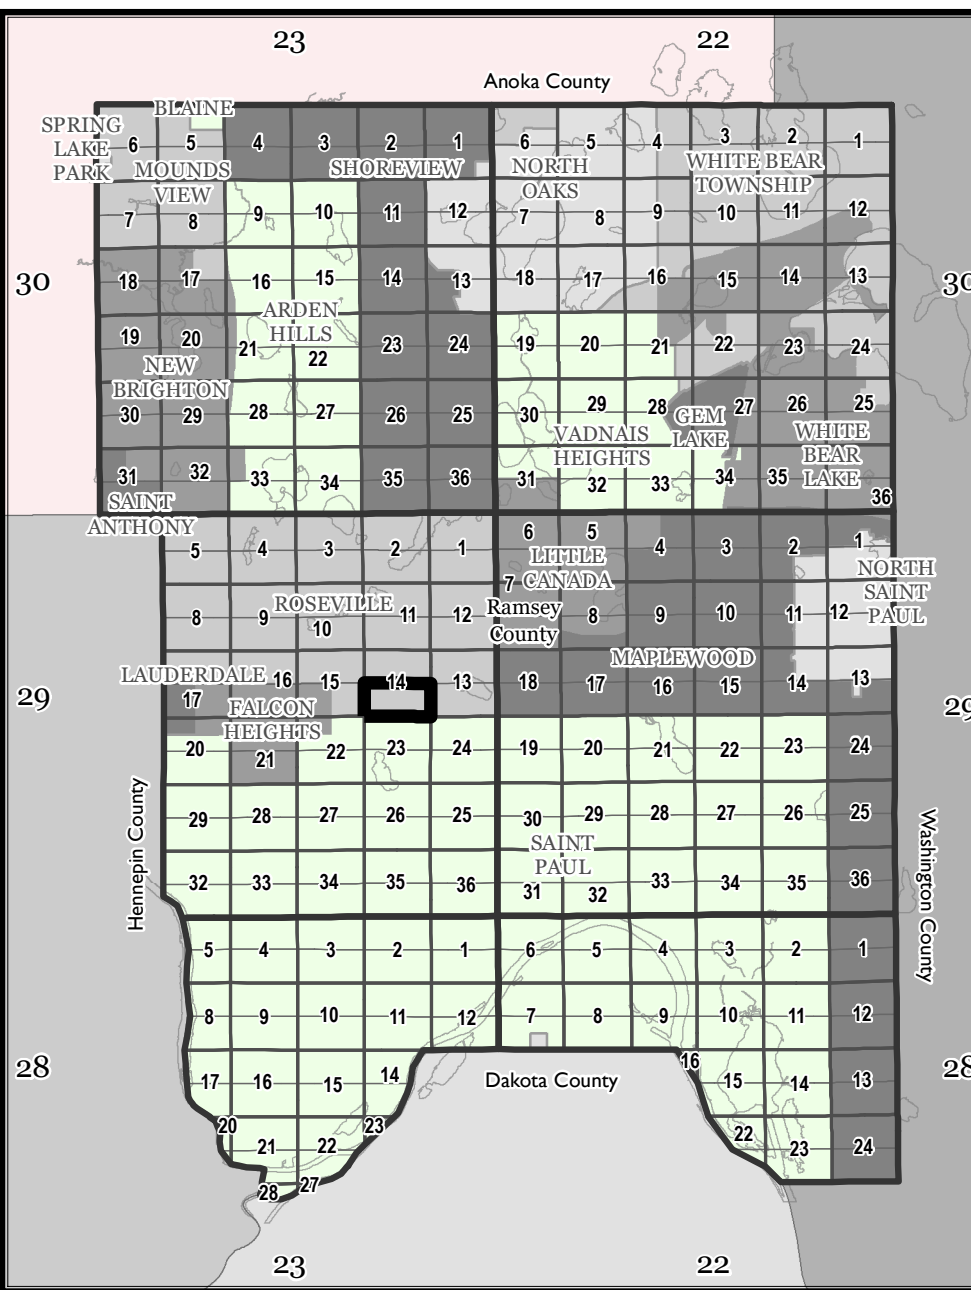 23 22
Anoka County
BLAINE
SPRING
LAKE
PARK
6 5 4 3 2 1 6 5 4 3 2 1
MOUNDS
VIEW
SHOREVIEW
NORTH
OAKS
WHITE BEAR
TOWNSHIP
7 8 9 10 11 12 7 8 9 10 11 12
30 18 17 16 15 14 13 18 17 16 15 14 13 30
ARDEN
HILLS
19 20 21 22 23 24 19 20 21 22 23 24
NEW
BRIGHTON
30 29 28 27 26 25 30 29 28 27 26 25
GEM
LAKE
VADNAIS
HEIGHTS
WHITE
BEAR
LAKE
31 32 33 34 35 36 31 32 33 34 35 36
SAINT
ANTHONY
5 4 3 2 1 6 5 4 3 2 1
LITTLE
CANADA
NORTH
SAINT
PAUL
ROSEVILLE
8 9 10 11 12 7 8 9 10 11 12
Ramsey
County
MAPLEWOOD
LAUDERDALE
29 17 16 15 14 13 18 17 16 15 14 13 29
FALCON
HEIGHTS
20 21 22 23 24 19 20 21 22 23 24
Hennepin County
29 28 27 26 25 30 29 28 27 26 25
Washington County
SAINT
PAUL
32 33 34 35 36 31 32 33 34 35 36
5 4 3 2 1 6 5 4 3 2 1
8 9 10 11 12 7 8 9 10 11 12
28 17 16 15 14 16 15 14 13 28
Dakota County
20 21 22 23 22 23 24
28 27
23 22